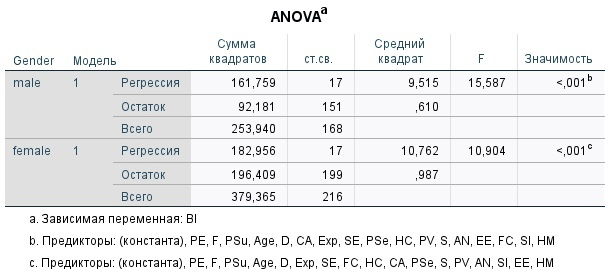 ANOVAa
Gender Модель Сумма квадратов ст.св. Средний квадрат F Значимость
male 1 Регрессия 161,759 17 9,515 15,587 <,001b
Остаток 92,181 151 ,610
Всего 253,940 168
female 1 Регрессия 182,956 17 10,762 10,904 <,001c
Остаток 196,409 199 ,987
Всего 379,365 216
a. Зависимая переменная: BI
b. Предикторы: (константа), PE, F, PSu, Age, D, CA, Exp, SE, PSe, HC, PV, S, AN, EE, FC, SI, HM
c. Предикторы: (константа), PE, F, PSu, Age, D, Exp, SE, FC, HC, CA, PSe, S, PV, AN, SI, EE, HM